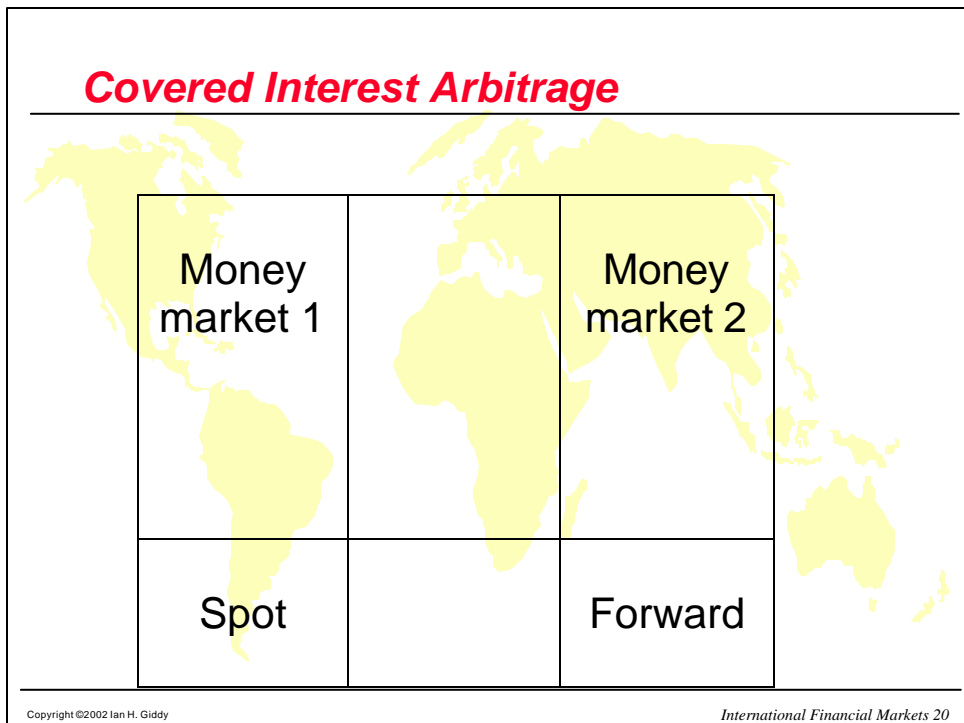 Covered Interest Arbitrage
Money
market 1
Money
market 2
Spot
Forward
Copyright ©2002 Ian H. Giddy
International Financial Markets 20